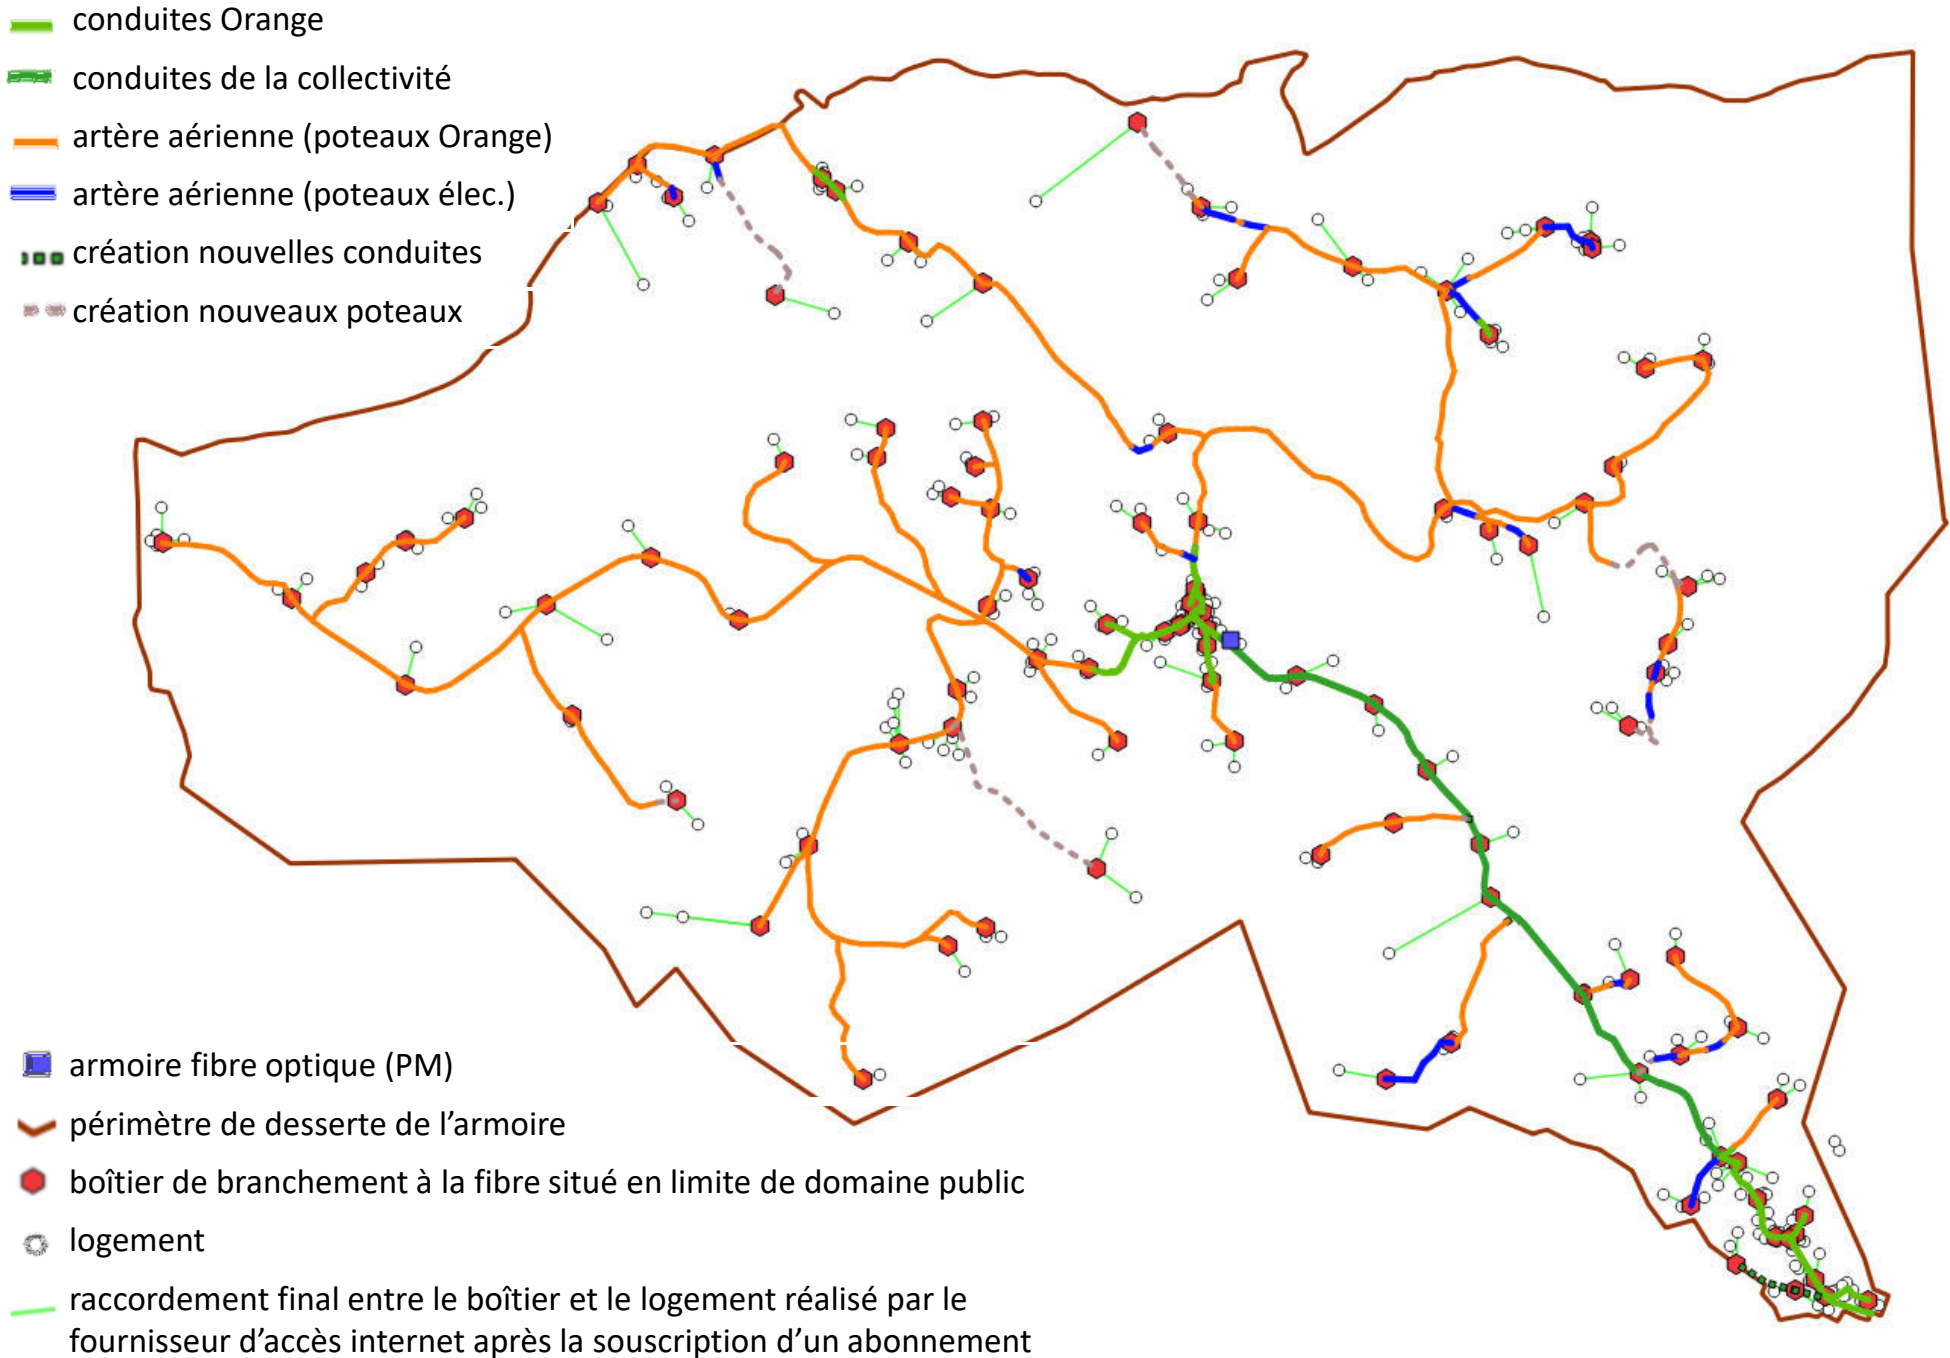 conduites Orange
conduites de la collectivité
artère aérienne (poteaux Orange)
artère aérienne (poteaux élec.)
création nouvelles conduites
création nouveaux poteaux
armoire fibre optique (PM)
périmètre de desserte de l’armoire
boîtier de branchement à la fibre situé en limite de domaine public
logement
raccordement final entre le boîtier et le logement réalisé par le
fournisseur d’accès internet après la souscription d’un abonnement